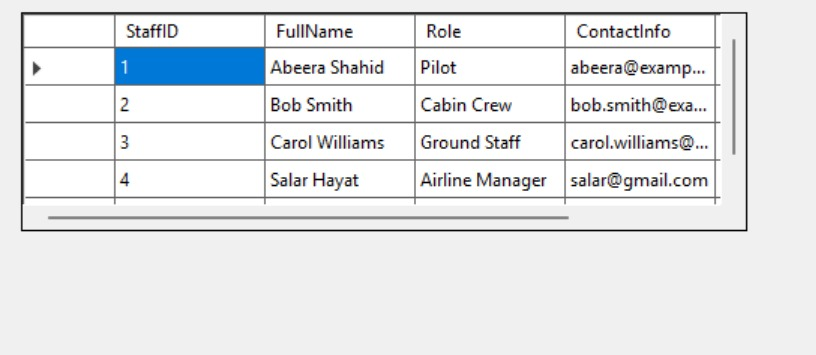 StaffID FullName Role ContactInfo
1 Abeera Shahid Pilot abeera@examp...
2 Bob Smith Cabin Crew bob.smith@exa...
3 Carol Williams Ground Staff carol.williams@...
4 Salar Hayat Airline Manager salar@gmail.com